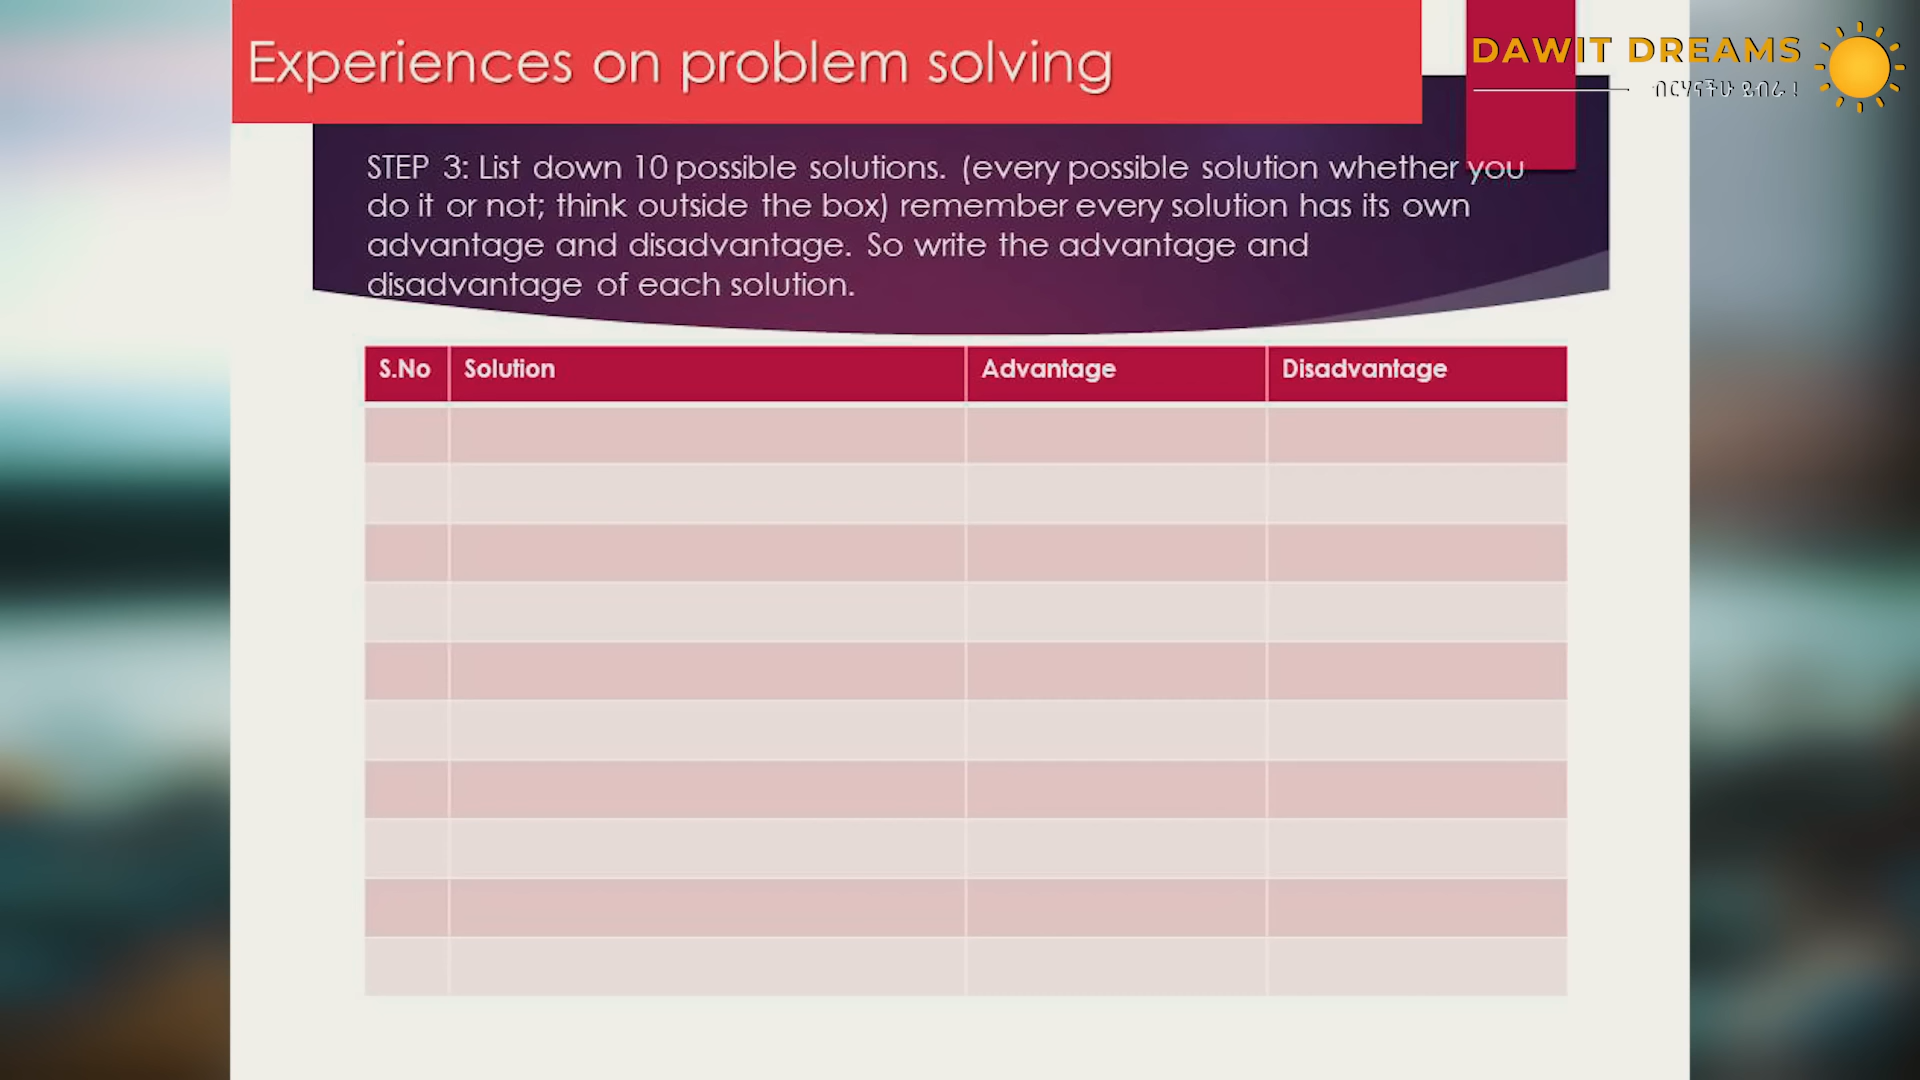 Experiences on problem solving
DAWIT DREAMS
ብርሃናችሁ ይብራ !
STEP 3: List down 10 possible solutions. (every possible solution whether you
do it or not; think outside the box) remember every solution has its own
advantage and disadvantage. So write the advantage and
disadvantage of each solution.
S.No Solution Advantage Disadvantage